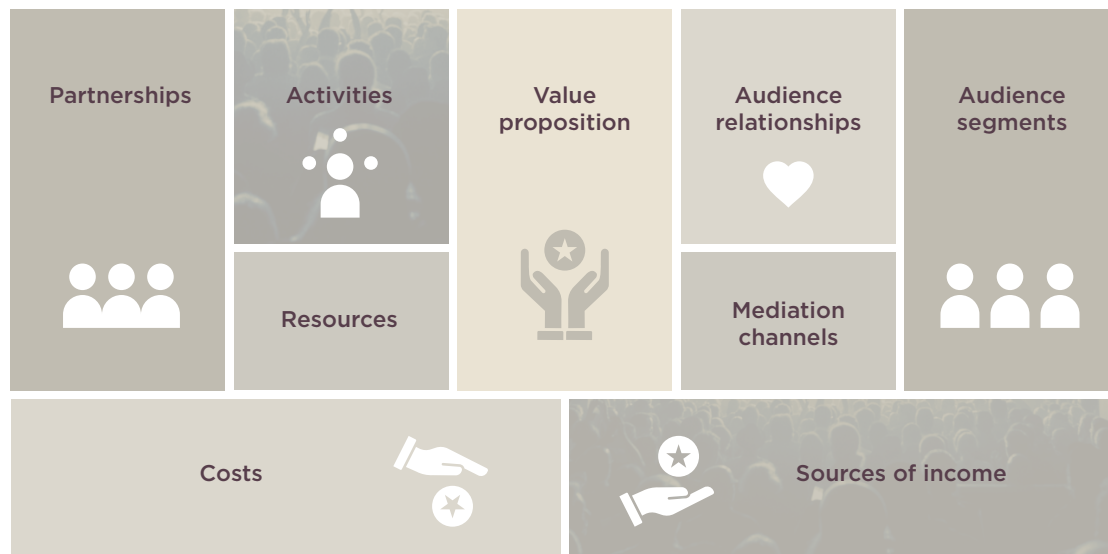 Partnerships
Activities
Value
proposition
Audience
relationships
Audience
segments
Resources
Mediation
channels
Costs
Sources of income